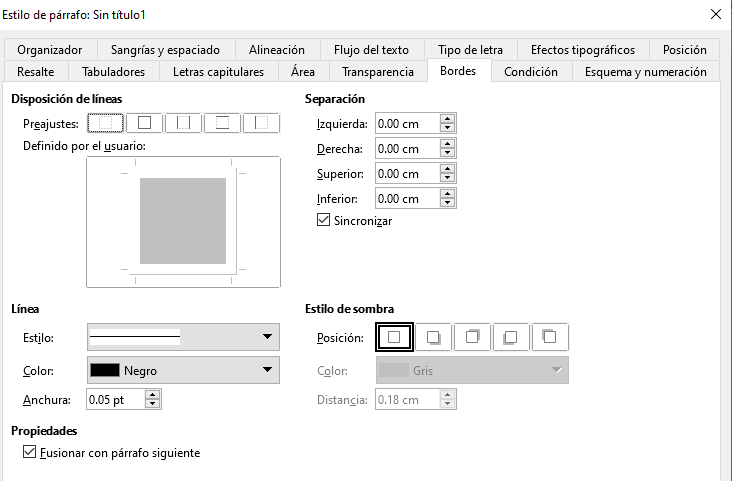 Estilo de párrafo: Sin título1
Organizador Sangrías y espaciado Alineación Flujo del texto Tipo de letra Efectos tipográficos Posición
Resalte Tabuladores Letras capitulares Área Transparencia Bordes Condición Esquema y numeración
Disposición de líneas
Preajustes:
Definido por el usuario:
Separación
Izquierda: 0.00 cm
Derecha: 0.00 cm
Superior: 0.00 cm
Inferior: 0.00 cm
Sincronizar
Línea
Estilo:
Color: Negro
Anchura: 0.05 pt
Estilo de sombra
Posición:
Color: Gris
Distancia: 0.18 cm
Propiedades
Fusionar con párrafo siguiente